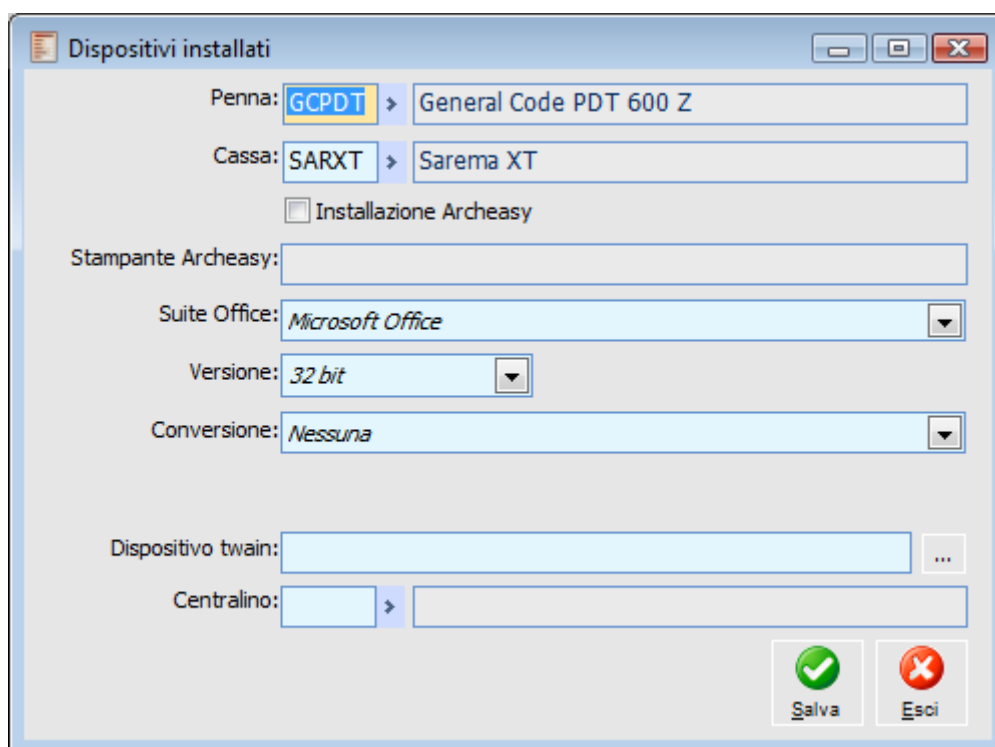 Dispositivi installati
Penna: GCPDT General Code PDT 600 Z
Cassa: SARXT Sarema XT
Installazione Archeasy
Stampante Archeasy:
Suite Office: Microsoft Office
Versione: 32 bit
Conversione: Nessuna
Dispositivo twain: ...
Centralino:
Salva Esci